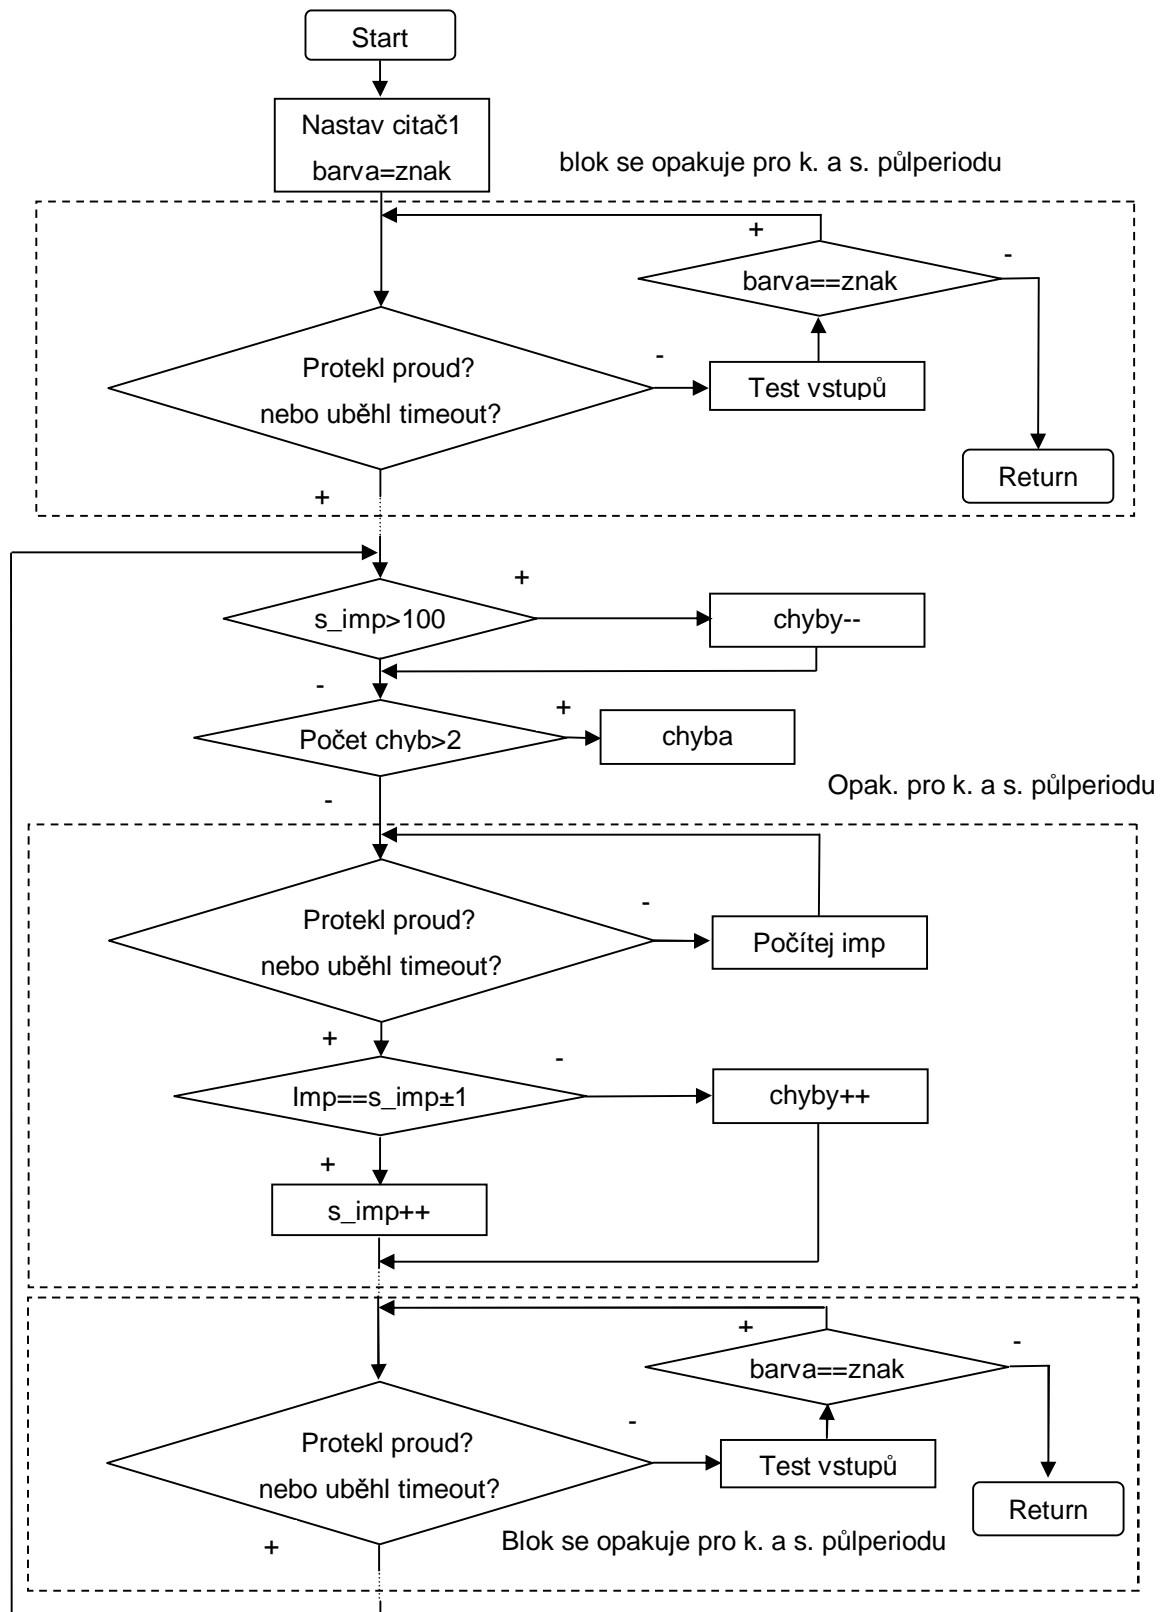 Start
Nastav citač1
barva=znak
blok se opakuje pro k. a s. půlperiodu
+
-
barva==znak
Protekl proud?
nebo uběhl timeout?
-
Test vstupů
Return
+
+
s_imp>100
chyby--
-
+
Počet chyb>2
chyba
Opak. pro k. a s. půlperiodu
-
Protekl proud?
nebo uběhl timeout?
-
Počítej imp
+
-
Imp==s_imp±1
chyby++
+
s_imp++
+
-
barva==znak
Protekl proud?
nebo uběhl timeout?
-
Test vstupů
Return
Blok se opakuje pro k. a s. půlperiodu
+